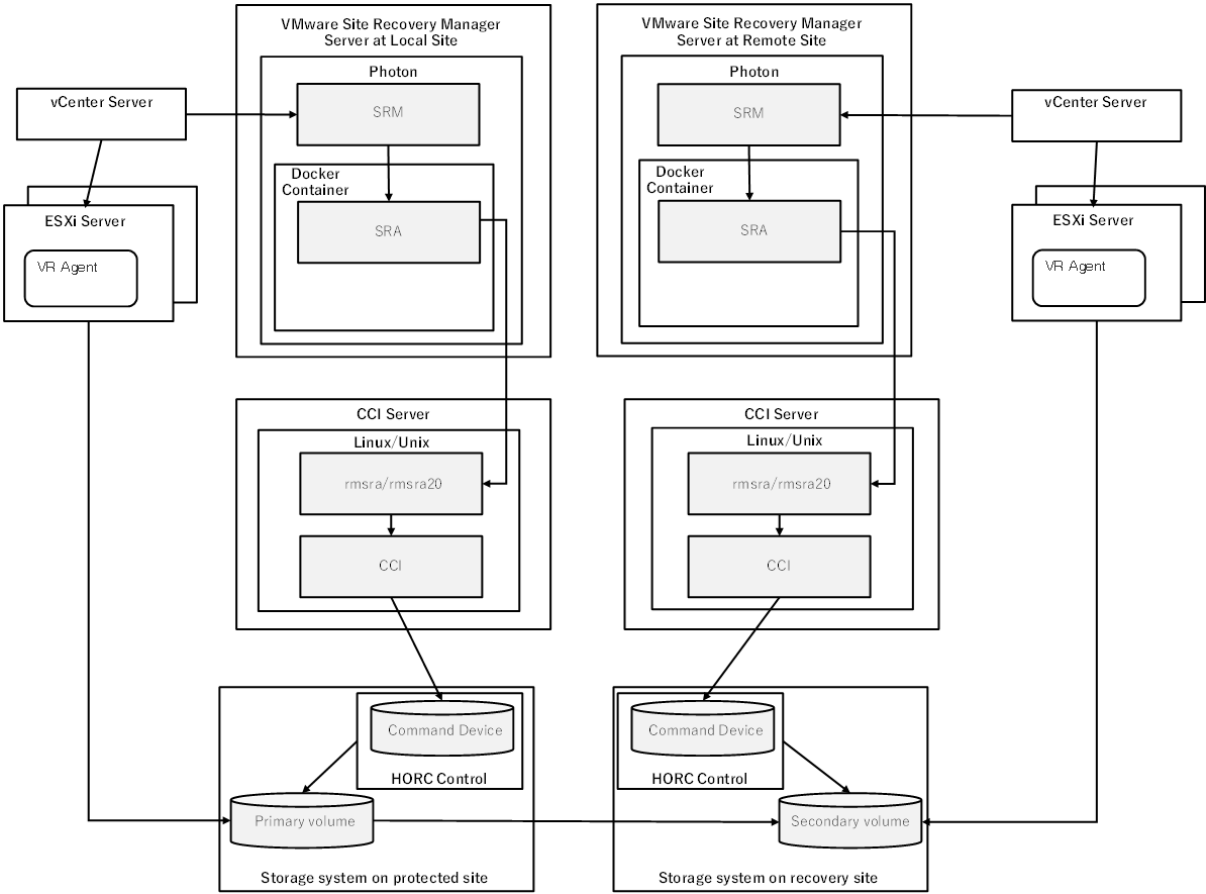 VMware Site Recovery Manager
Server at Local Site
Photon
SRM
Docker
Container
SRA
VMware Site Recovery Manager
Server at Remote Site
Photon
SRM
Docker
Container
SRA
vCenter Server
ESXi Server
VR Agent
vCenter Server
ESXi Server
VR Agent
CCI Server
Linux/Unix
rmsra/rmsra20
CCI
CCI Server
Linux/Unix
rmsra/rmsra20
CCI
Command Device
HORC Control
Primary volume
Storage system on protected site
Command Device
HORC Control
Secondary volume
Storage system on recovery site